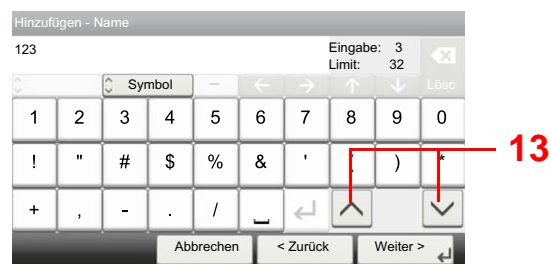 Hinzufügen - Name
123
Eingabe: 3
Limit: 32
Symbol
Lösc
1 2 3 4 5 6 7 8 9 0
! " # $ % & ' ( ) *
13
+ , - . /
Abbrechen < Zurück Weiter >